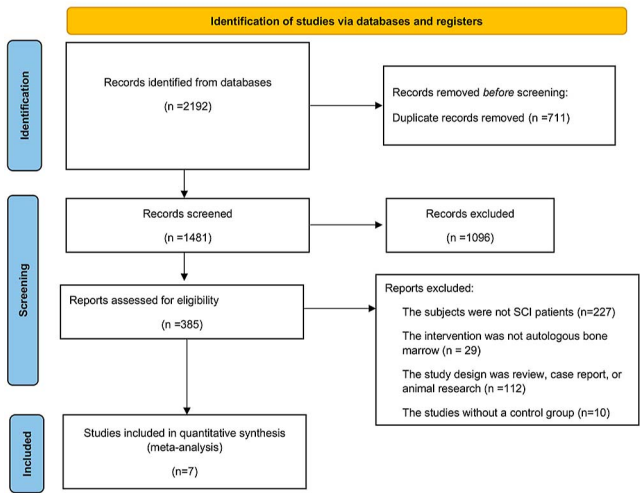 Identification of studies via databases and registers
Identification
Records identified from databases
(n =2192)
Records removed before screening:
Duplicate records removed (n =711)
Screening
Records screened
(n =1481)
Records excluded
(n =1096)
Reports assessed for eligibility
(n =385)
Reports excluded:
The subjects were not SCI patients (n=227)
The intervention was not autologous bone
marrow (n = 29)
The study design was review, case report, or
animal research (n =112)
The studies without a control group (n=10)
Included
Studies included in quantitative synthesis
(meta-analysis)
(n=7)